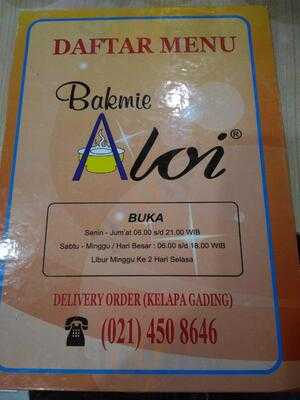 DAFTAR MENU
Bakmie
Aloi®
BUKA
Senin - Jum'at 06.00 s/d 21.00 WIB
Sabtu - Minggu / Hari Besar : 06.00 s/d 18.00 WIB
Libur Minggu Ke 2 Hari Selasa
DELIVERY ORDER (KELAPA GADING)
(021) 450 8646